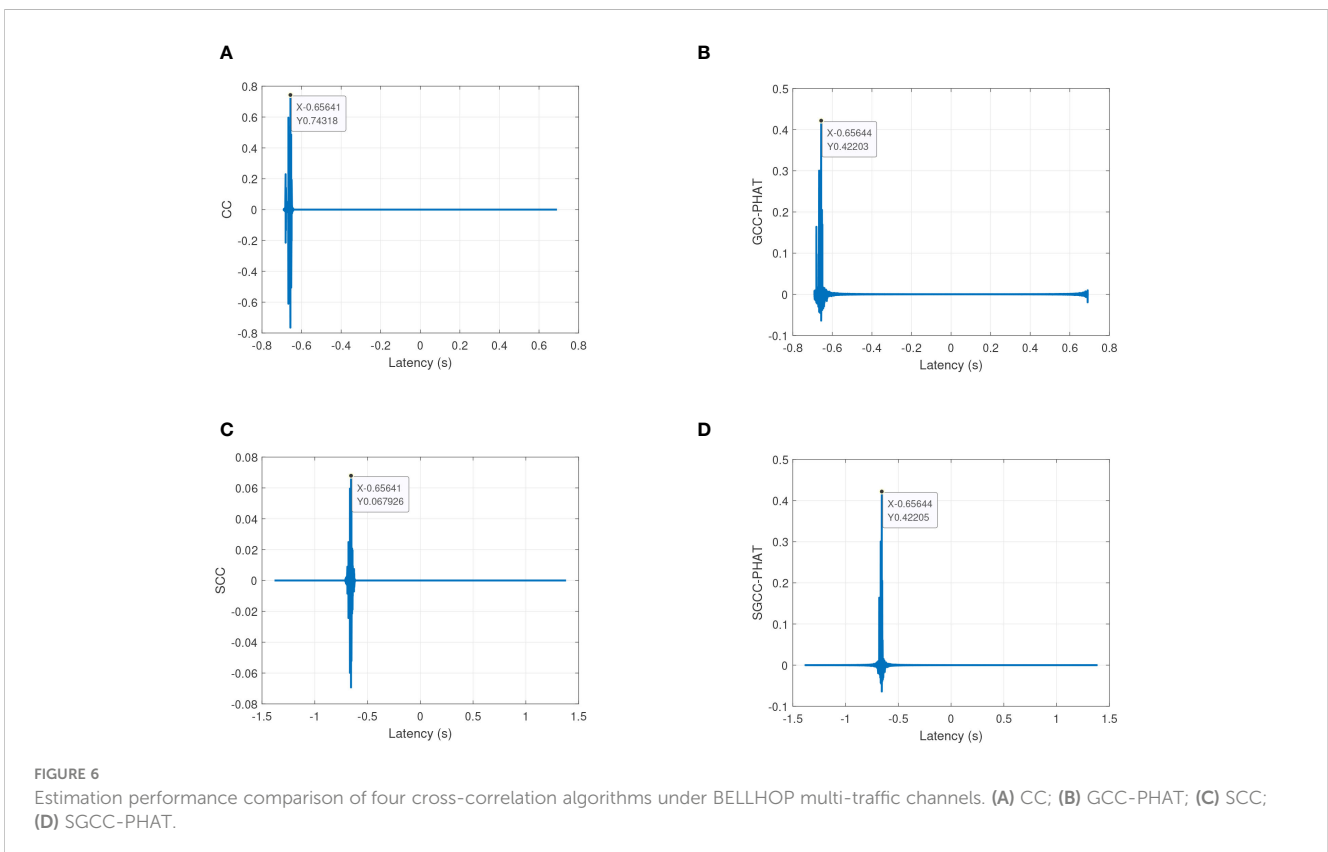 A
0.8
0.6
0.4
0.2
0
-0.2
-0.4
-0.6
-0.8
CC
X-0.65641
Y0.74318
-0.8 -0.6 -0.4 -0.2 0 0.2 0.4 0.6 0.8
Latency (s)
B
0.5
0.4
0.3
0.2
0.1
0
-0.1
GCC-PHAT
X-0.65644
Y0.42203
-0.8 -0.6 -0.4 -0.2 0 0.2 0.4 0.6 0.8
Latency (s)
C
0.08
0.06
0.04
0.02
0
-0.02
-0.04
-0.06
-0.08
SCC
X-0.65641
Y0.067926
-1.5 -1 -0.5 0 0.5 1 1.5
Latency (s)
D
0.5
0.4
0.3
0.2
0.1
0
-0.1
SGCC-PHAT
X-0.65644
Y0.42205
-1.5 -1 -0.5 0 0.5 1 1.5
Latency (s)
FIGURE 6
Estimation performance comparison of four cross-correlation algorithms under BELLHOP multi-traffic channels. (A) CC; (B) GCC-PHAT; (C) SCC;
(D) SGCC-PHAT.